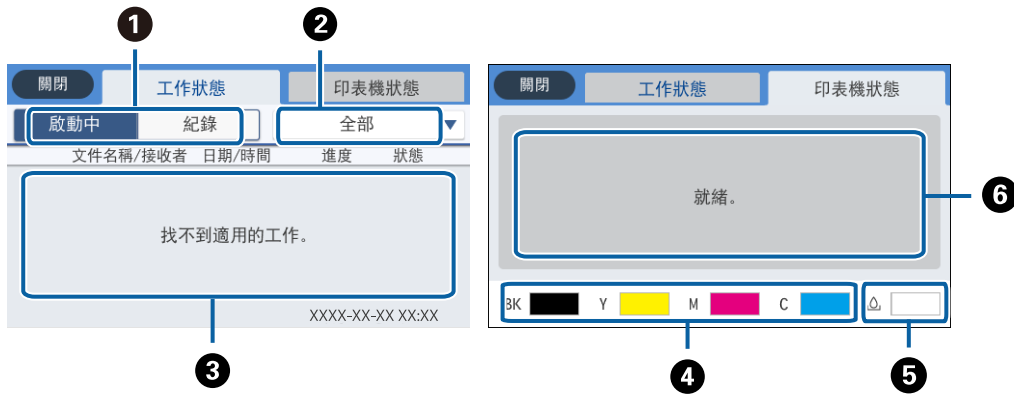 1 2
關閉 工作狀態 印表機狀態
啟動中 紀錄 全部
文件名稱/接收者 日期/時間 進度 狀態
找不到適用的工作。
XXXX-XX-XX XX:XX
3
關閉 工作狀態 印表機狀態
就緒。
6
BK Y M C
4 5